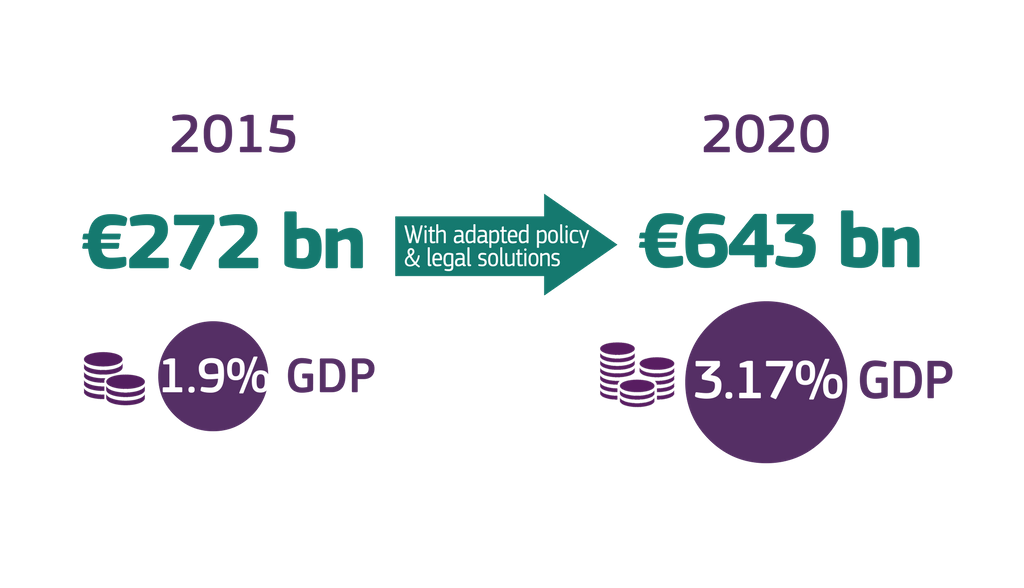 2015
2020
€272 bn
With adapted policy
& legal solutions
€643 bn
1.9% GDP
3.17% GDP